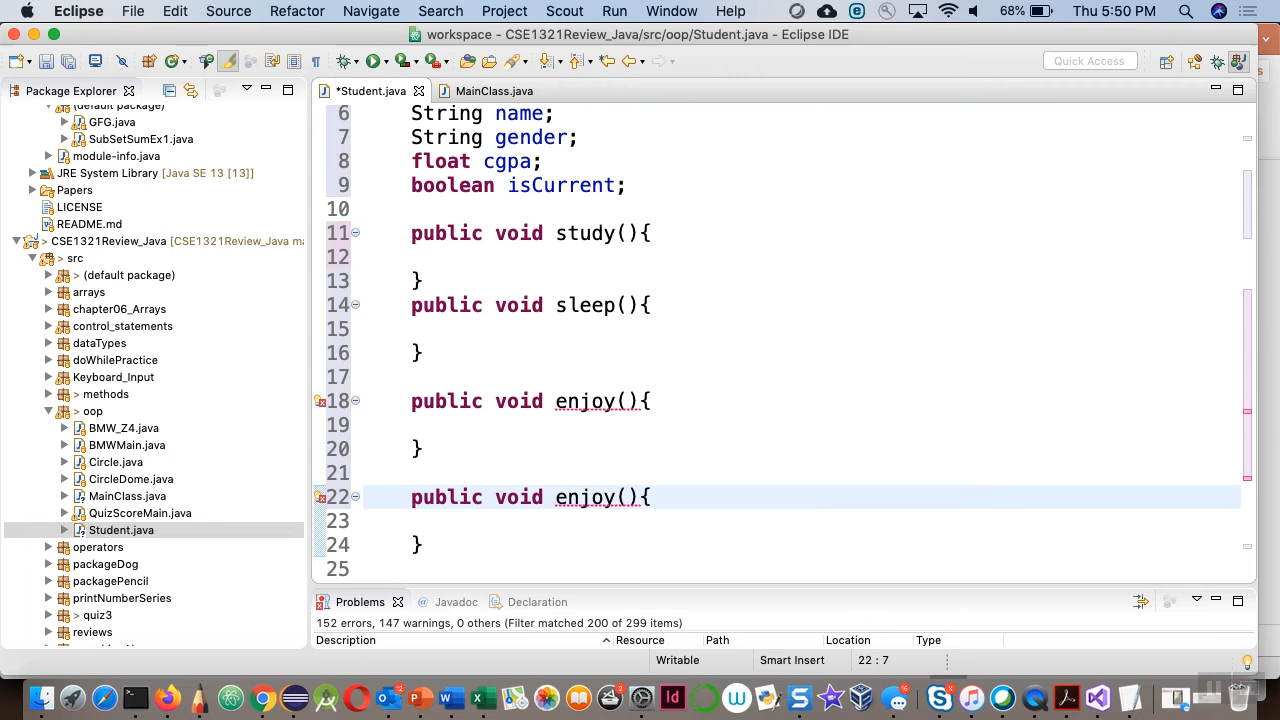 Eclipse File Edit Source Refactor Navigate Search Project Scout Run Window Help 68% Thu 5:50 PM
workspace - CSE1321Review_Java/src/oop/Student.java - Eclipse IDE
Quick Access
Package Explorer
*Student.java MainClass.java
(default package)
GFG.java
SubSetSumEx1.java
module-info.java
JRE System Library [Java SE 13 [13]]
Papers
LICENSE
README.md
> CSE1321Review_Java [CSE1321Review_Java ma
> src
> (default package)
arrays
chapter06_Arrays
control_statements
dataTypes
doWhilePractice
Keyboard_Input
> methods
> oop
BMW_Z4.java
BMWMain.java
Circle.java
CircleDome.java
MainClass.java
QuizScoreMain.java
Student.java
operators
packageDog
packagePencil
printNumberSeries
> quiz3
reviews
6 String name;
7 String gender;
8 float cgpa;
9 boolean isCurrent;
10
11 public void study(){
12
13 }
14 public void sleep(){
15
16 }
17
18 public void enjoy(){
19
20 }
21
22 public void enjoy(){
23
24 }
25
Problems Javadoc Declaration
152 errors, 147 warnings, 0 others (Filter matched 200 of 299 items)
Description Resource Path Location Type
Writable Smart Insert 22 : 7